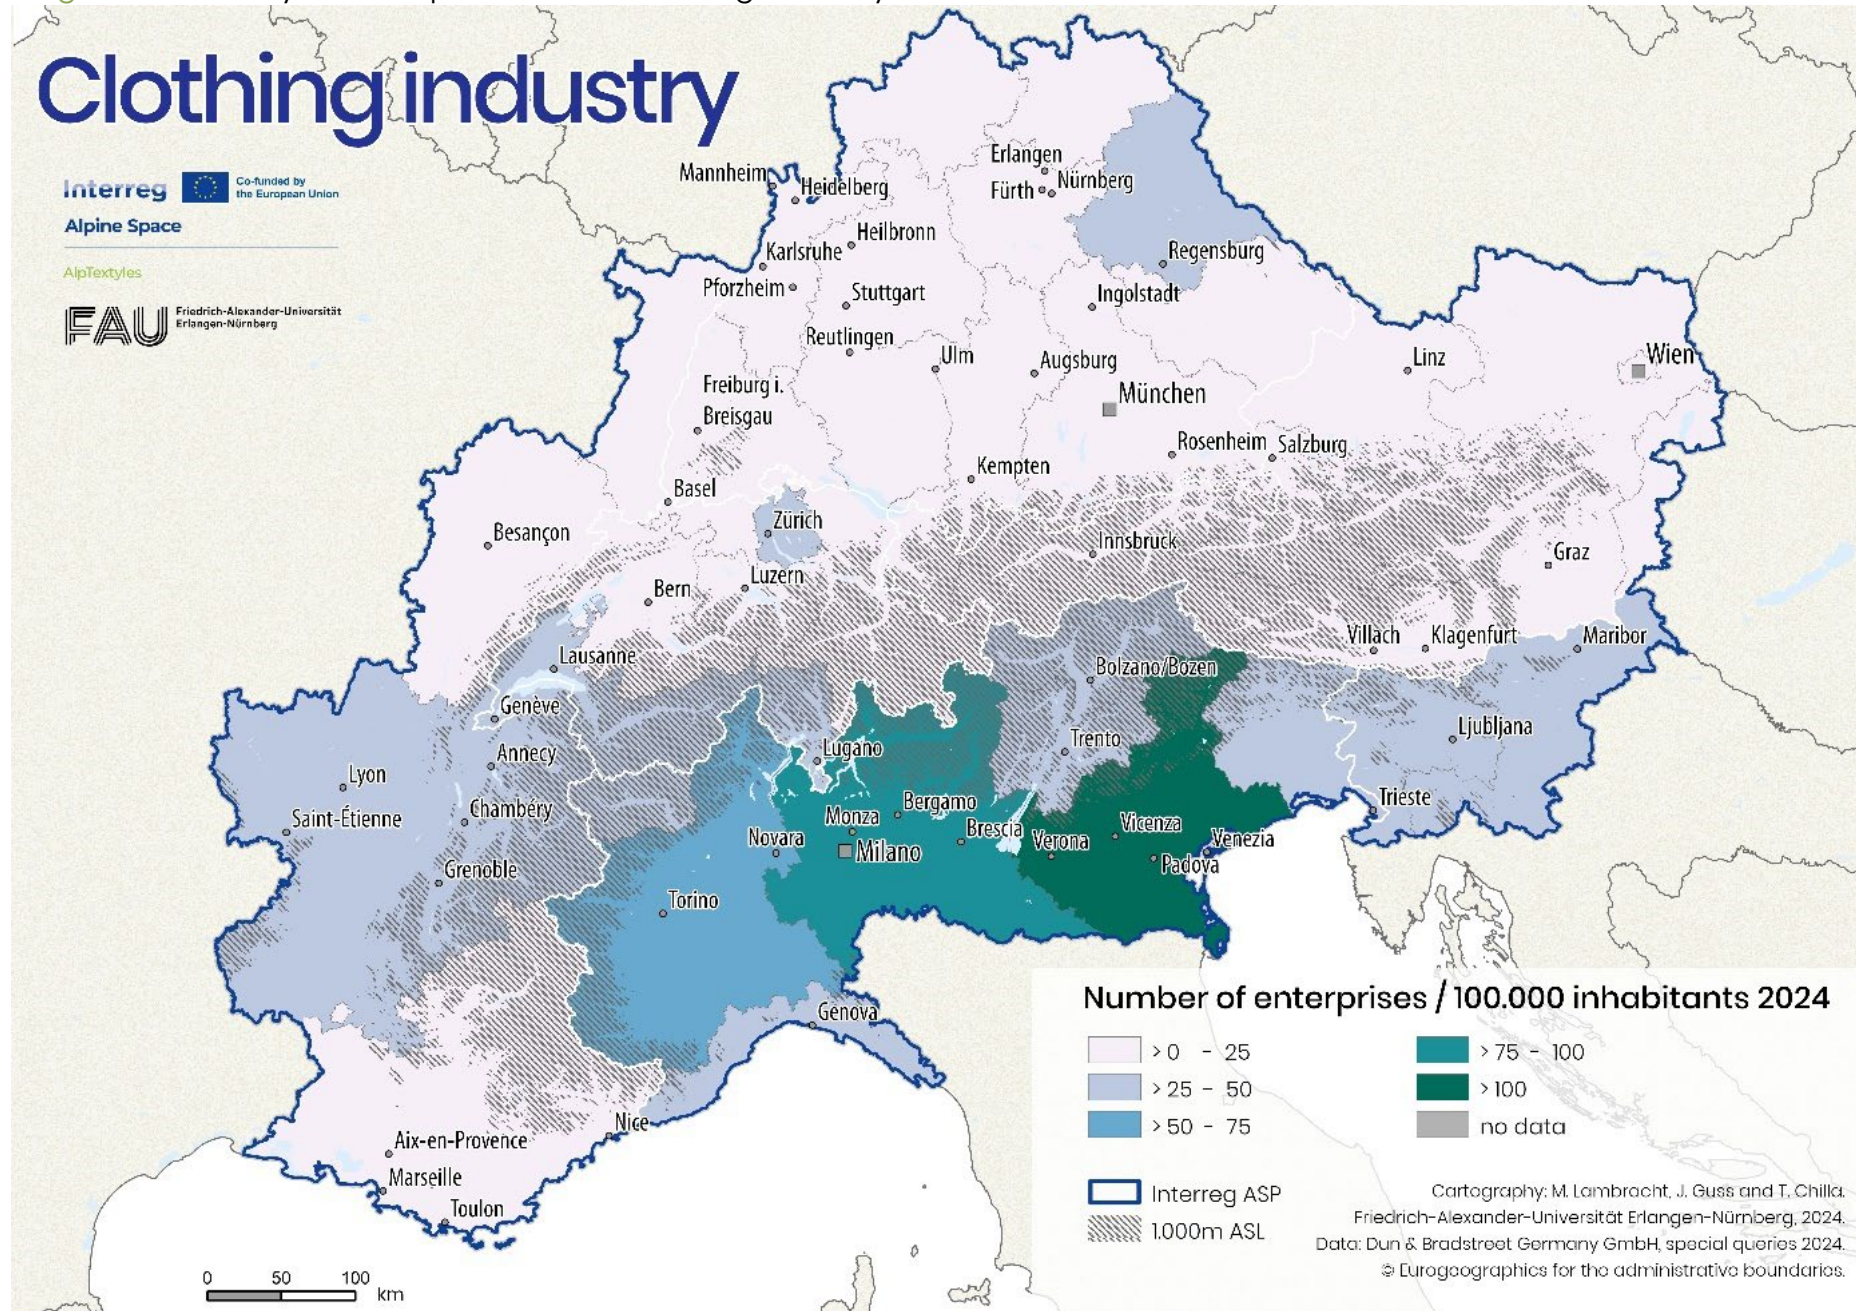 Clothing industry
Interreg
Co-funded by
the European Union
Alpine Space
AlpTextyles
FAU
Friedrich-Alexander-Universität
Erlangen-Nürnberg
Mannheim
Heidelberg
Erlangen
Fürth
Nürnberg
Heilbronn
Karlsruhe
Pforzheim
Stuttgart
Regensburg
Ingolstadt
Reutlingen
Ulm
Augsburg
Linz
Wien
Freiburg i.
Breisgau
München
Rosenheim
Salzburg
Kempten
Basel
Zürich
Besançon
Innsbruck
Graz
Luzern
Bern
Villach
Klagenfurt
Maribor
Lausanne
Bolzano/Bozen
Genève
Ljubljana
Annecy
Lugano
Trento
Lyon
Chambéry
Saint-Étienne
Bergamo
Monza
Trieste
Novara
Milano
Brescia
Verona
Vicenza
Venezia
Padova
Grenoble
Torino
Genova
Nice
Aix-en-Provence
Marseille
Toulon
Number of enterprises / 100.000 inhabitants 2024
>0 - 25
>75 - 100
>25 - 50
>100
>50 - 75
no data
Interreg ASP
1.000m ASL
Cartography: M. Lambracht, J. Guss and T. Chilla.
Friedrich-Alexander-Universität Erlangen-Nürnberg, 2024.
Data: Dun & Bradstreet Germany GmbH, special queries 2024.
© Eurogeographics for the administrative boundaries.
0 50 100
km